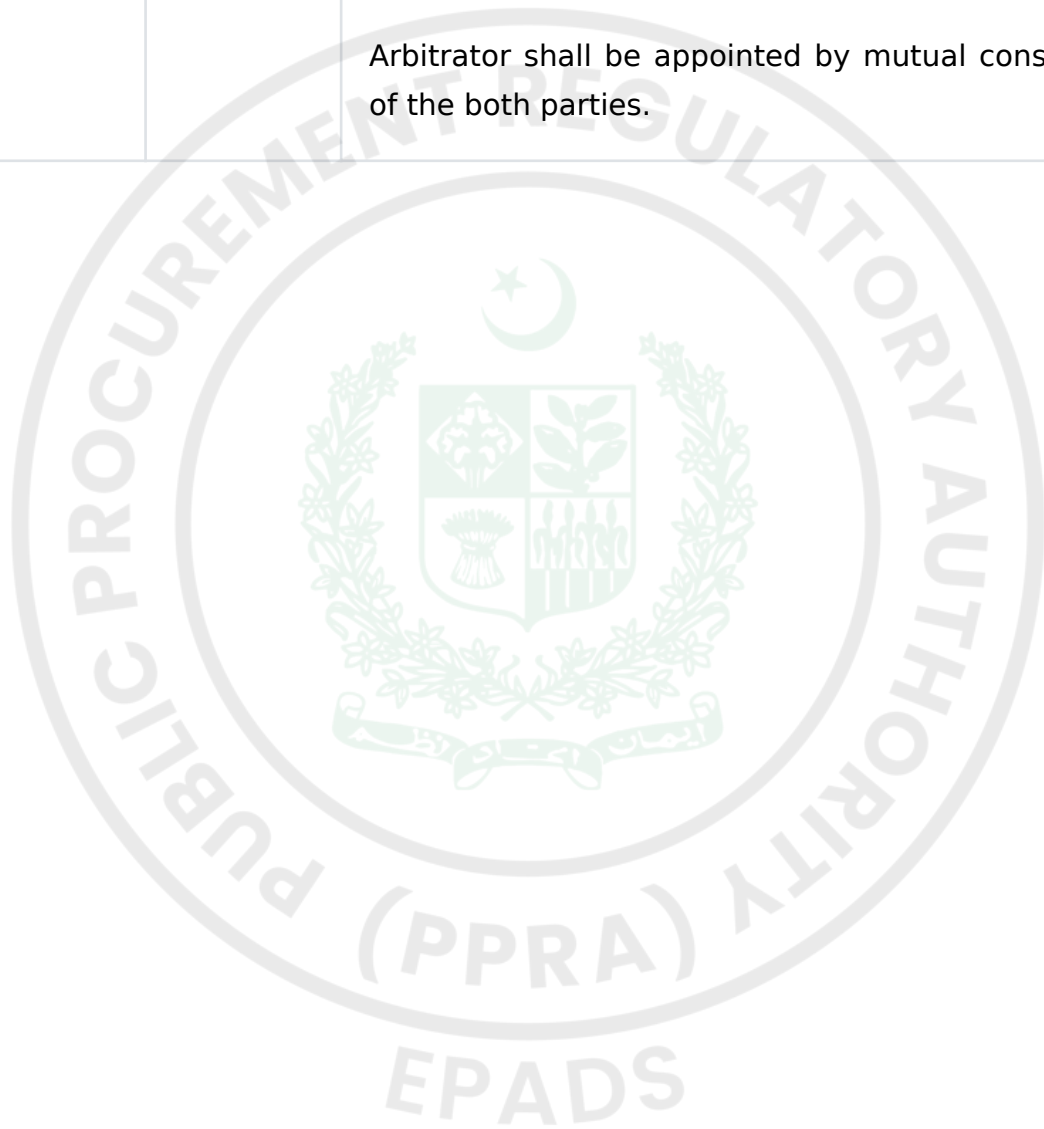 Arbitrator shall be appointed by mutual cons
of the both parties.
PUBLIC PROCUREMENT REGULATORY AUTHORITY
(PPRA)
EPADS